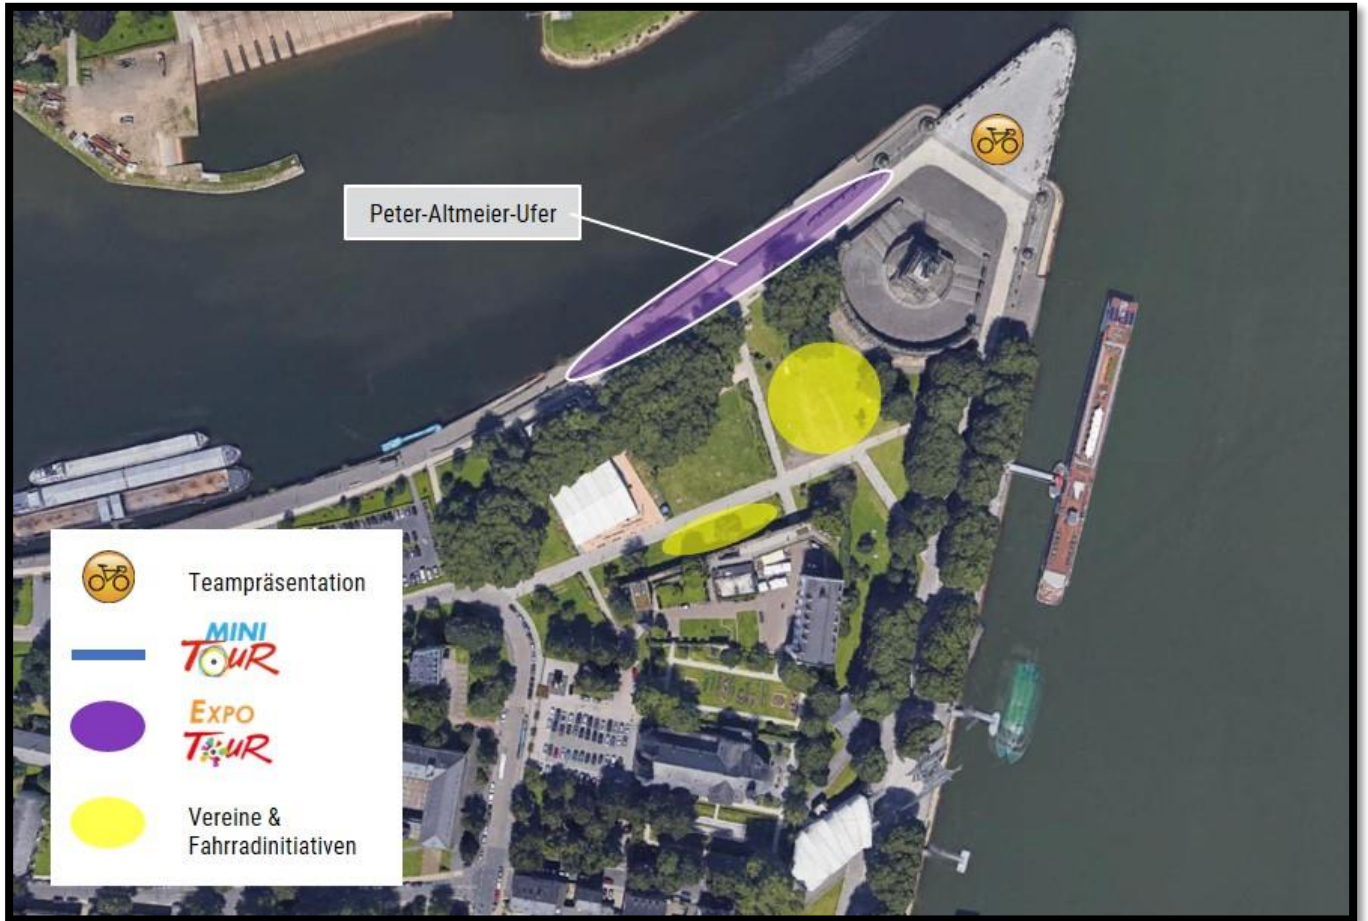 Peter-Altmeier-Ufer
Teampräsentation
MINI
TOUR
EXPO
TOUR
Vereine &
Fahrradinitiativen